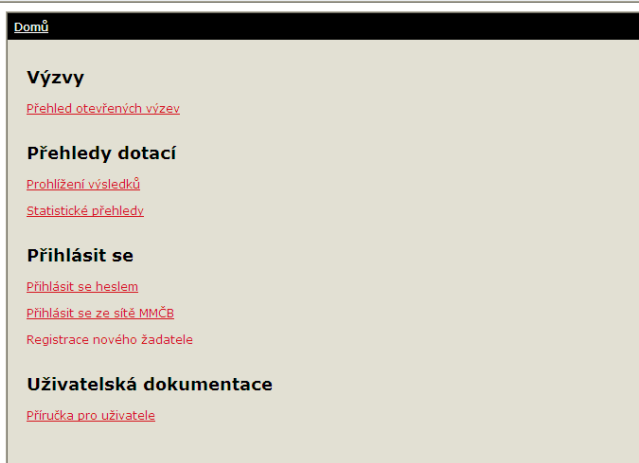 Domů
Výzvy
Přehled otevřených výzev
Přehledy dotací
Prohlížení výsledků
Statistické přehledy
Přihlásit se
Přihlásit se heslem
Přihlásit se ze sítě MMČB
Registrace nového žadatele
Uživatelská dokumentace
Příručka pro uživatele